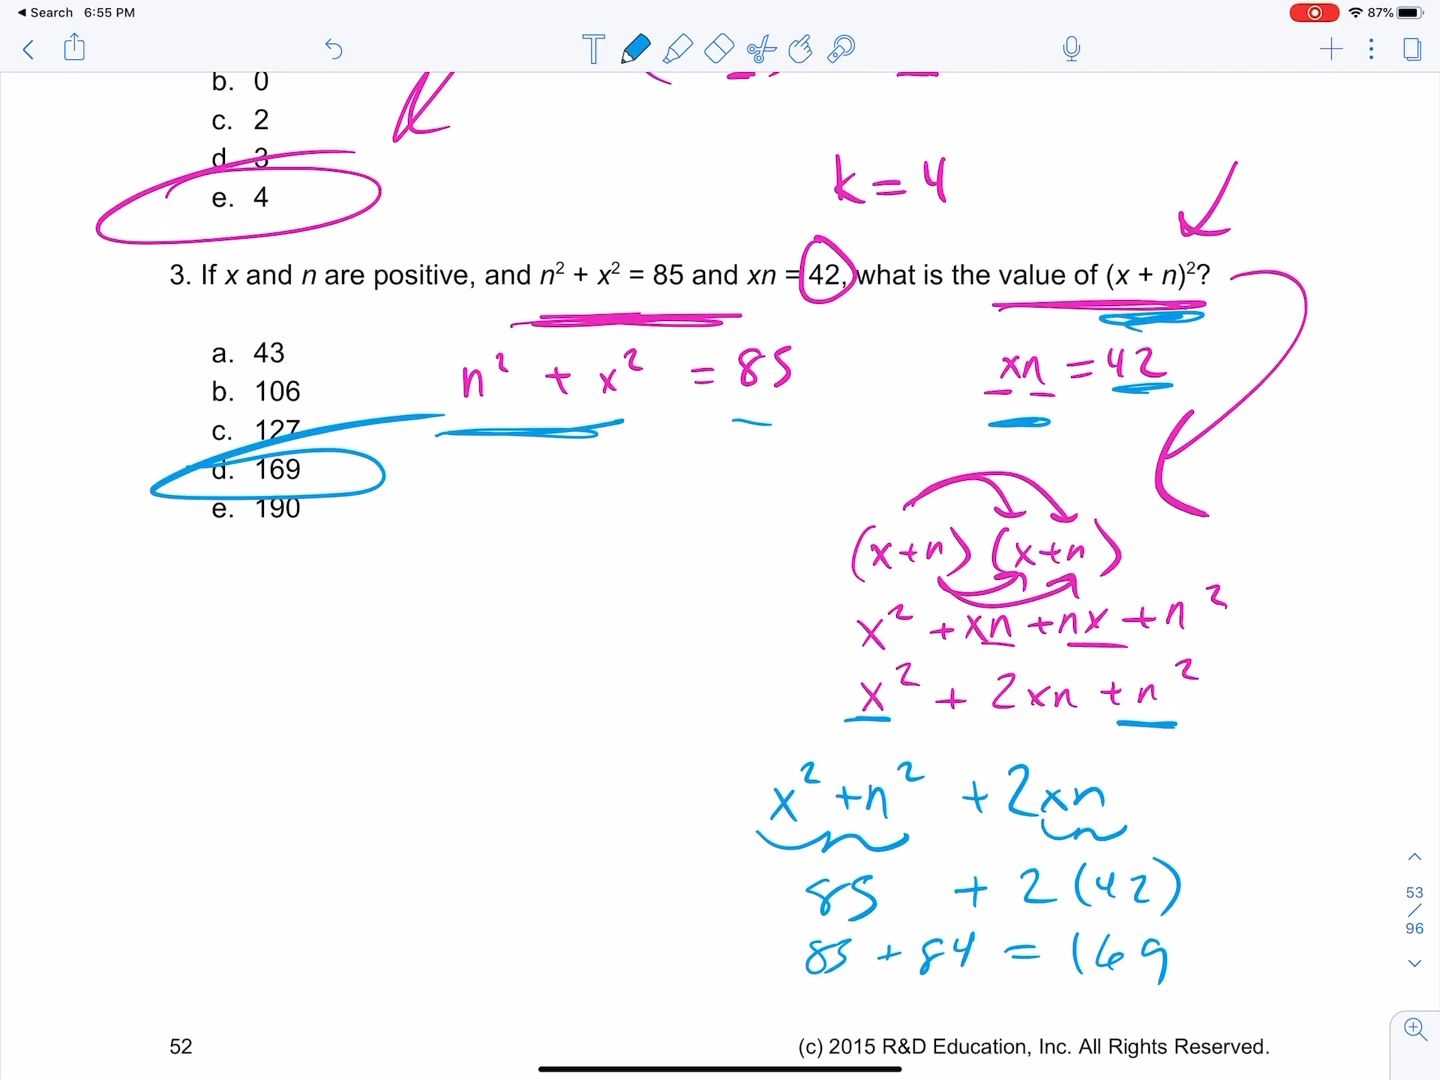 Search 6:55 PM 87%
b. 0
c. 2
d. 3
e. 4
k = 4
3. If x and n are positive, and n² + x² = 85 and xn = 42, what is the value of (x + n)²?
a. 43
b. 106
c. 127
d. 169
e. 190
n² + x² = 85
xn = 42
(x+n) (x+n)
x² + xn + nx + n²
x² + 2xn + n²
x² + n² + 2xn
85 + 2 (42)
85 + 84 = 169
53
/
96
52
(c) 2015 R&D Education, Inc. All Rights Reserved.